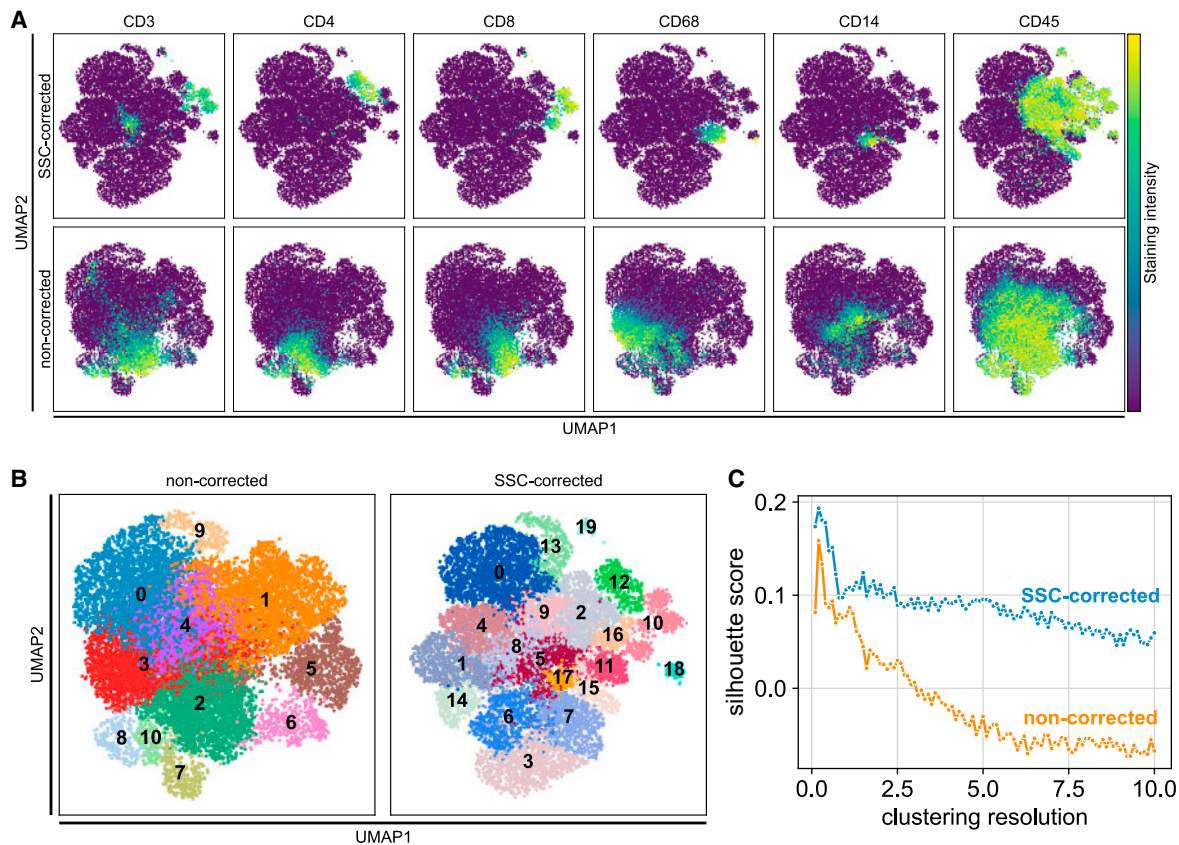 A
CD3 CD4 CD8 CD68 CD14 CD45
SSC-corrected
non-corrected
UMAP2
Staining intensity
UMAP1
B
non-corrected SSC-corrected
UMAP2
9
0
1
4
3
5
2
6
8 10
7
19
13
0
12
9 2 10
4
16
8
5
1 11 18
17
15
14
6 7
3
UMAP1
C
silhouette score
0.2
0.1
0.0
SSC-corrected
non-corrected
0.0 2.5 5.0 7.5 10.0
clustering resolution